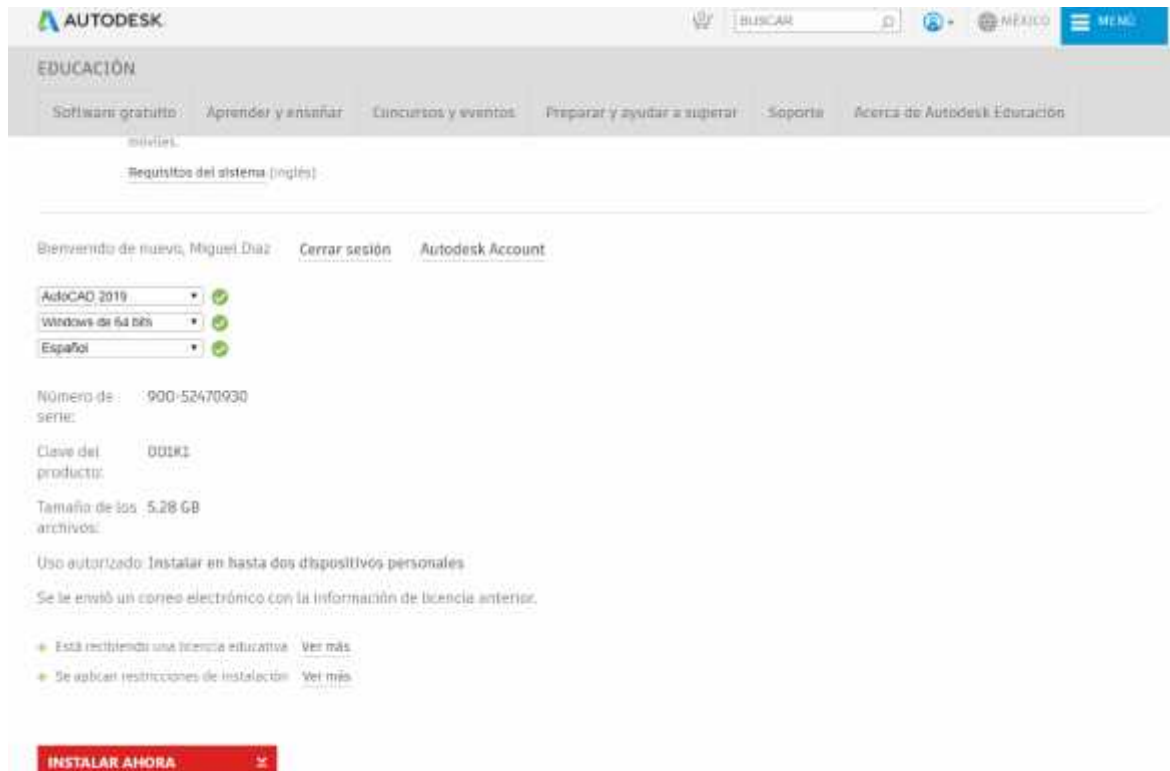 AUTODESK
BUSCAR
MÉXICO
MENÚ
EDUCACIÓN
Software gratuito Aprender y enseñar Concursos y eventos Preparar y ayudar a superar Soporte Acerca de Autodesk Educación
móviles.
Requisitos del sistema (inglés)
Bienvenido de nuevo, Miguel Diaz Cerrar sesión Autodesk Account
AutoCAD 2019
Windows de 64 bits
Español
Número de 900-52470930
serie:
Clave del 001K1
producto:
Tamaño de los 5.28 GB
archivos:
Uso autorizado: Instalar en hasta dos dispositivos personales
Se le envió un correo electrónico con la información de licencia anterior.
+ Está recibiendo una licencia educativa Ver más
+ Se aplican restricciones de instalación Ver más
INSTALAR AHORA